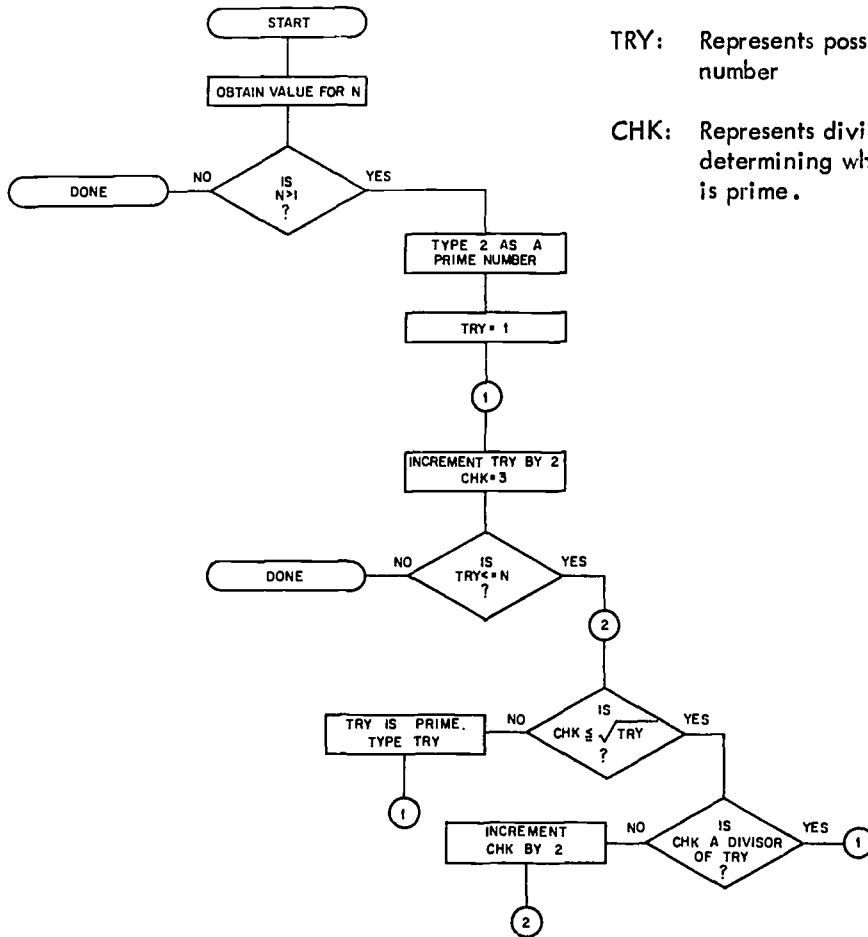 START
TRY: Represents poss
number
OBTAIN VALUE FOR N
CHK: Represents divi
determining wh
is prime.
DONE
NO
IS
N>1
?
YES
TYPE 2 AS A
PRIME NUMBER
TRY = 1
1
INCREMENT TRY BY 2
CHK=3
DONE
NO
IS
TRY<=N
?
YES
2
TRY IS PRIME.
TYPE TRY
NO
IS
CHK ≤ √TRY
?
YES
1
INCREMENT
CHK BY 2
NO
IS
CHK A DIVISOR
OF TRY
?
YES
1
2